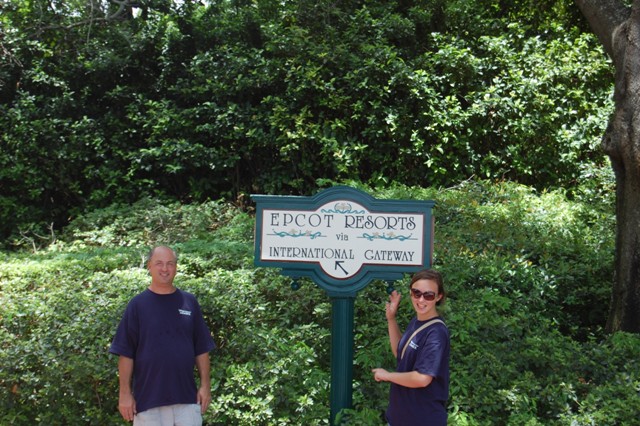 EPCOT RESORTS
via
INTERNATIONAL GATEWAY